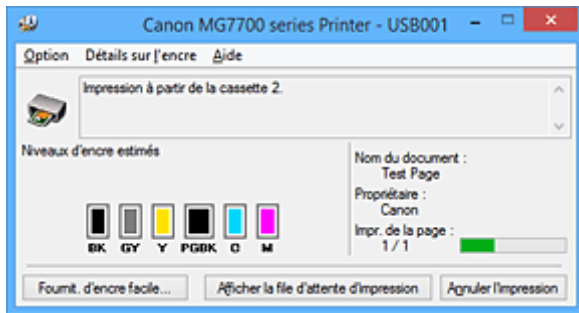 Canon MG7700 series Printer - USB001
Option Détails sur l'encre Aide
Impression à partir de la cassette 2.
Niveaux d'encre estimés
BK GY Y PGBK C M
Nom du document :
Test Page
Propriétaire :
Canon
Impr. de la page :
1 / 1
Fournit. d'encre facile... Afficher la file d'attente d'impression Annuler l'impression